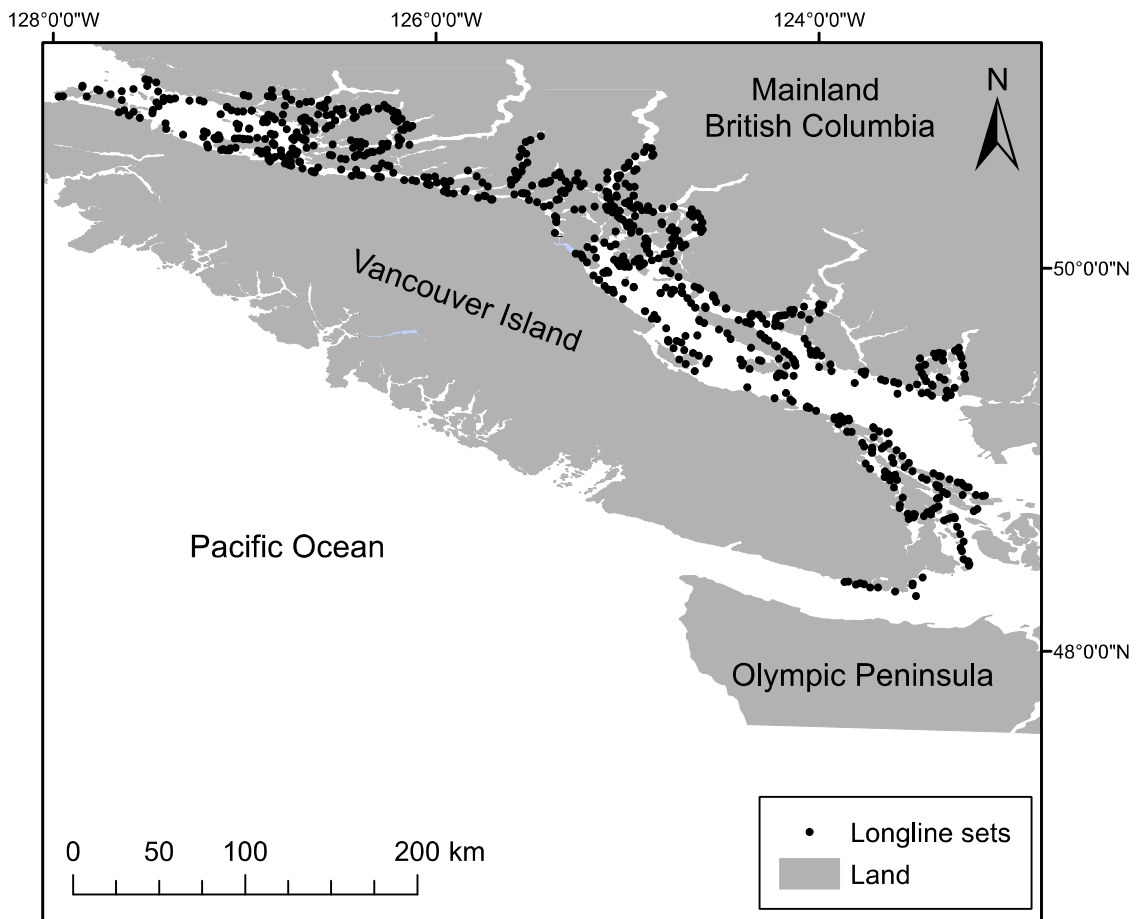 128°0'0"W 126°0'0"W 124°0'0"W
N
Mainland
British Columbia
50°0'0"N
Vancouver Island
Pacific Ocean
48°0'0"N
Olympic Peninsula
0 50 100 200 km
Longline sets
Land